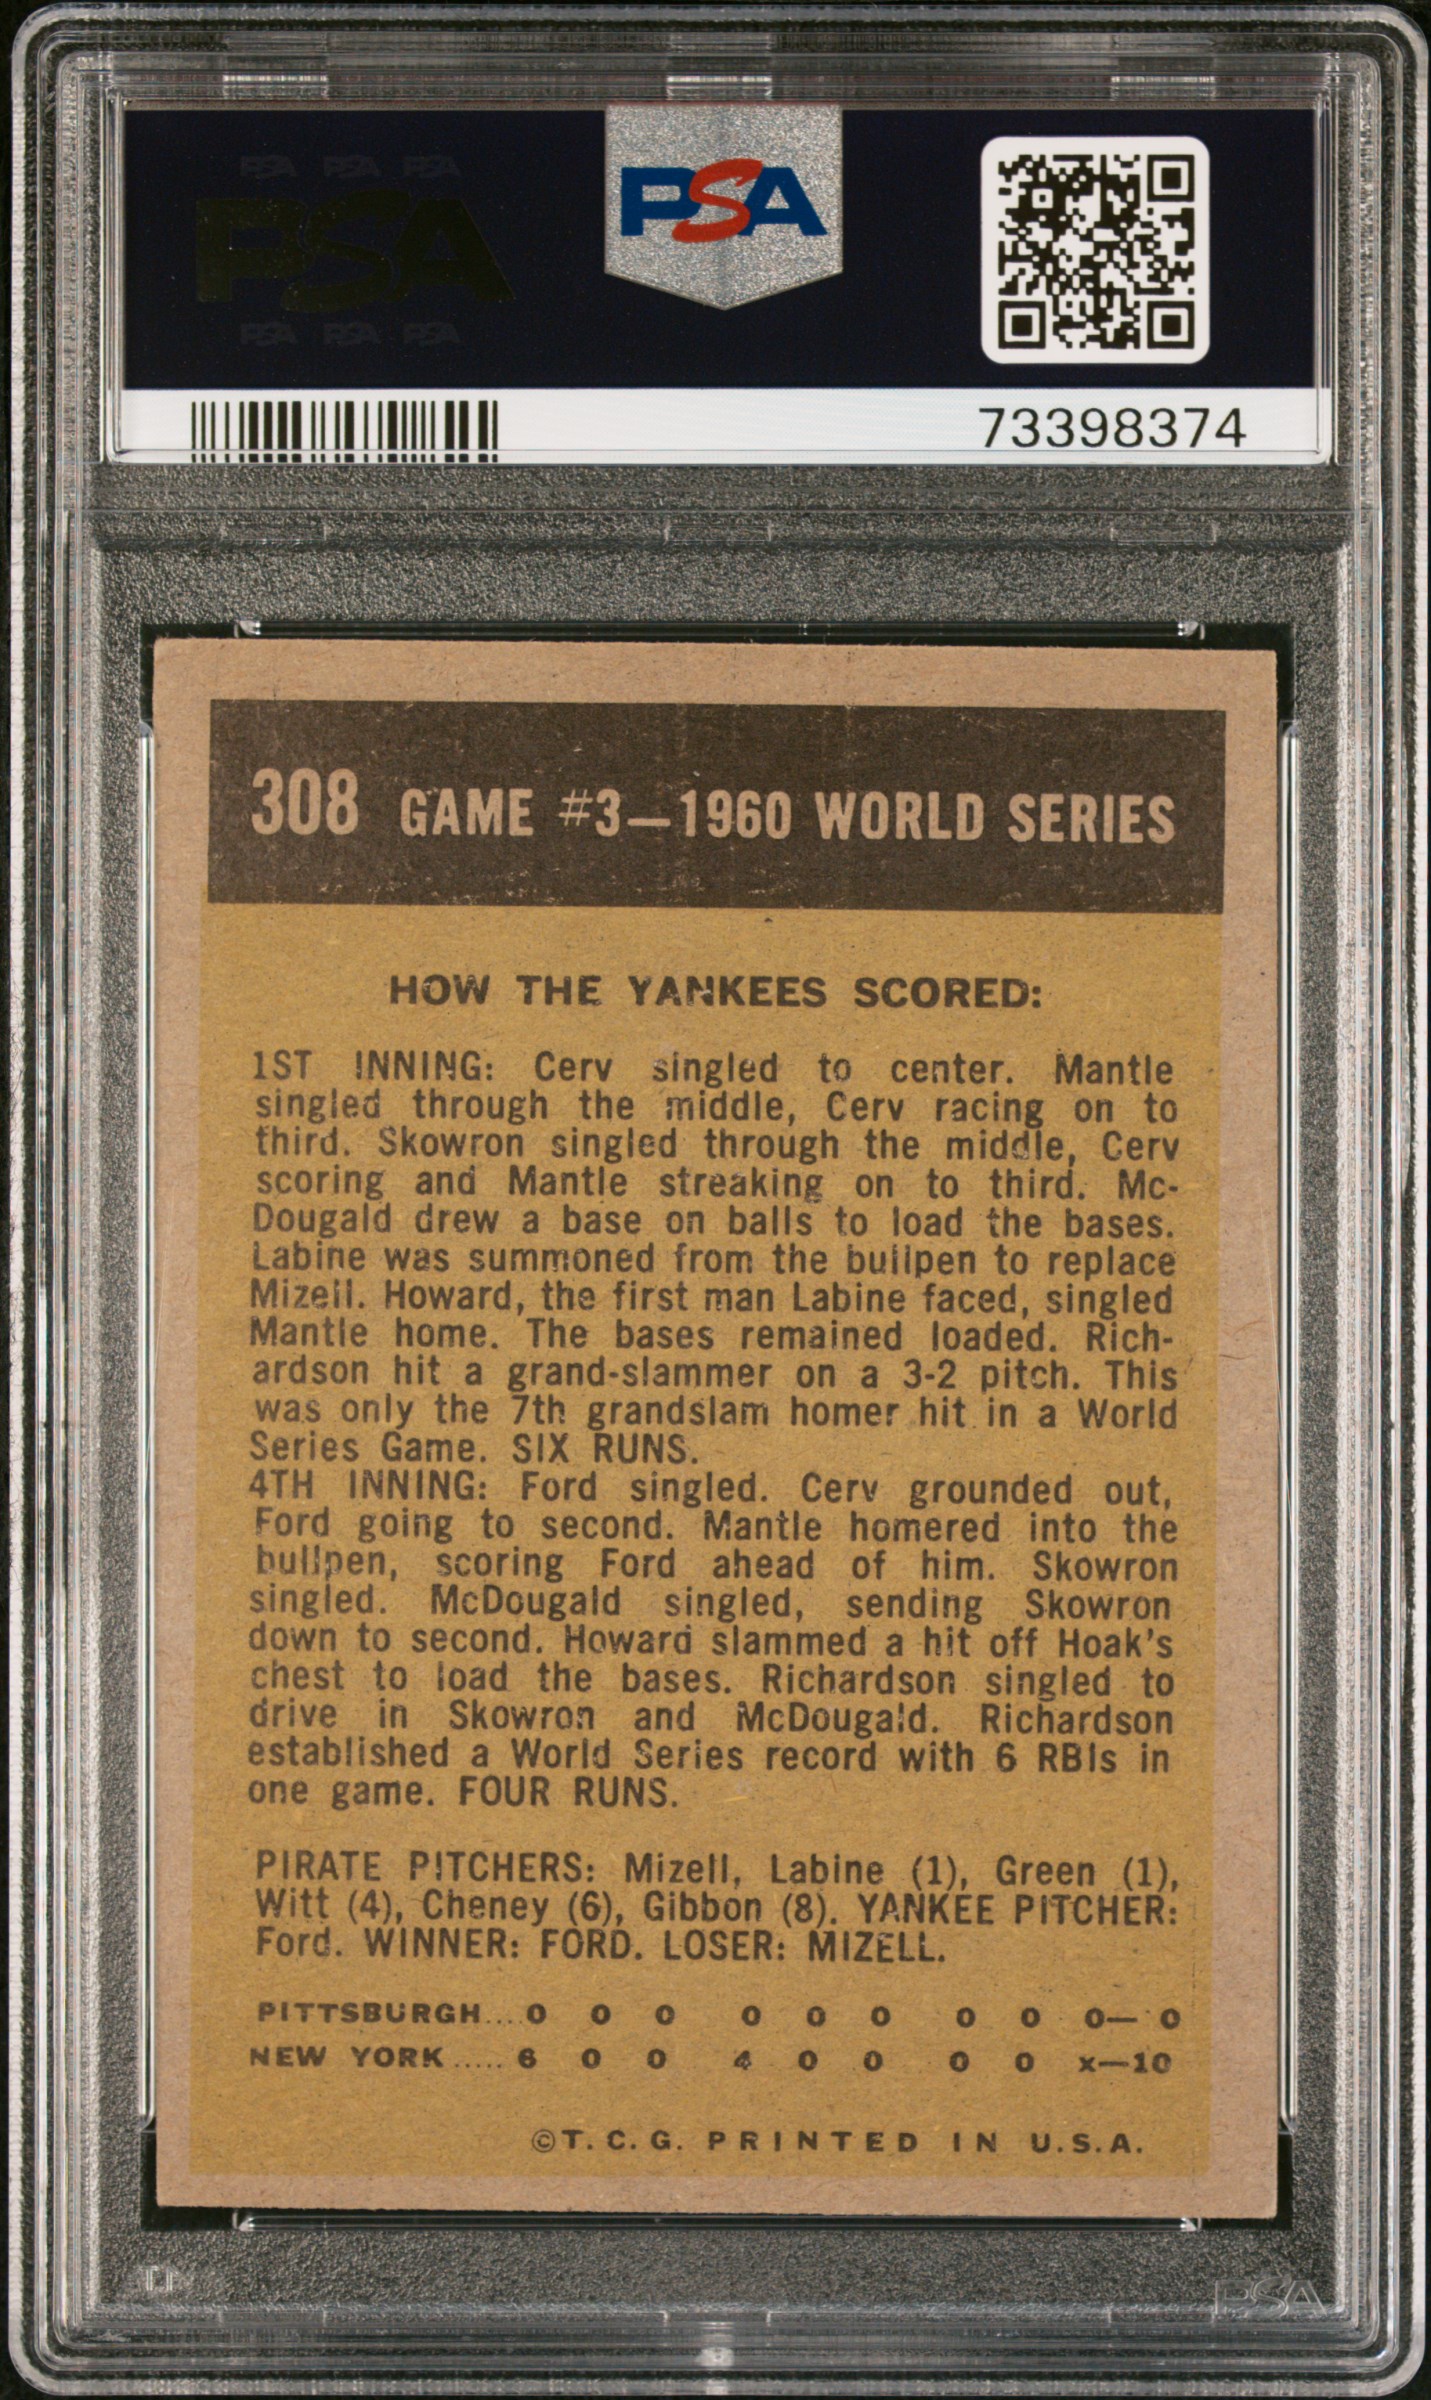 PSA PSA PSA
PSA
PSA PSA PSA
PSA
73398374
308 GAME #3—1960 WORLD SERIES
HOW THE YANKEES SCORED:
1ST INNING: Cerv singled to center. Mantle
singled through the middle, Cerv racing on to
third. Skowron singled through the middle, Cerv
scoring and Mantle streaking on to third. Mc-
Dougald drew a base on balls to load the bases.
Labine was summoned from the bullpen to replace
Mizell. Howard, the first man Labine faced, singled
Mantle home. The bases remained loaded. Rich-
ardson hit a grand-slammer on a 3-2 pitch. This
was only the 7th grandslam homer hit in a World
Series Game. SIX RUNS.
4TH INNING: Ford singled. Cerv grounded out,
Ford going to second. Mantle homered into the
bullpen, scoring Ford ahead of him. Skowron
singled. McDougald singled, sending Skowron
down to second. Howard slammed a hit off Hoak's
chest to load the bases. Richardson singled to
drive in Skowron and McDougald. Richardson
established a World Series record with 6 RBIs in
one game. FOUR RUNS.
PIRATE PITCHERS: Mizell, Labine (1), Green (1),
Witt (4), Cheney (6), Gibbon (8). YANKEE PITCHER:
Ford. WINNER: FORD. LOSER: MIZELL.
PITTSBURGH.... 0 0 0 0 0 0 0 0 0— 0
NEW YORK ..... 6 0 0 4 0 0 0 0 x—10
©T.C.G. PRINTED IN U.S.A.
PSA